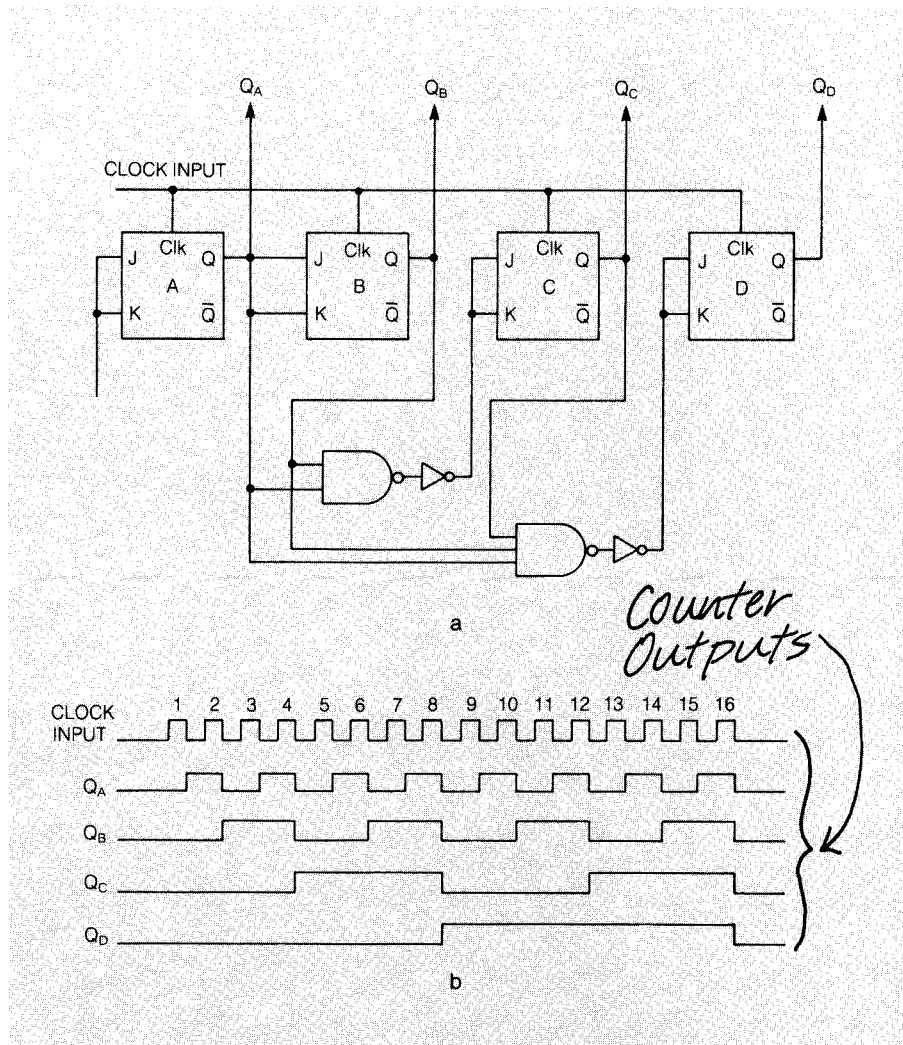 QA QB QC QD
CLOCK INPUT
Clk Clk Clk Clk
J Q J Q J Q J Q
A B C D
K Q̅ K Q̅ K Q̅ K Q̅
a
Counter
Outputs
1 2 3 4 5 6 7 8 9 10 11 12 13 14 15 16
CLOCK
INPUT
QA
QB
QC
QD
b